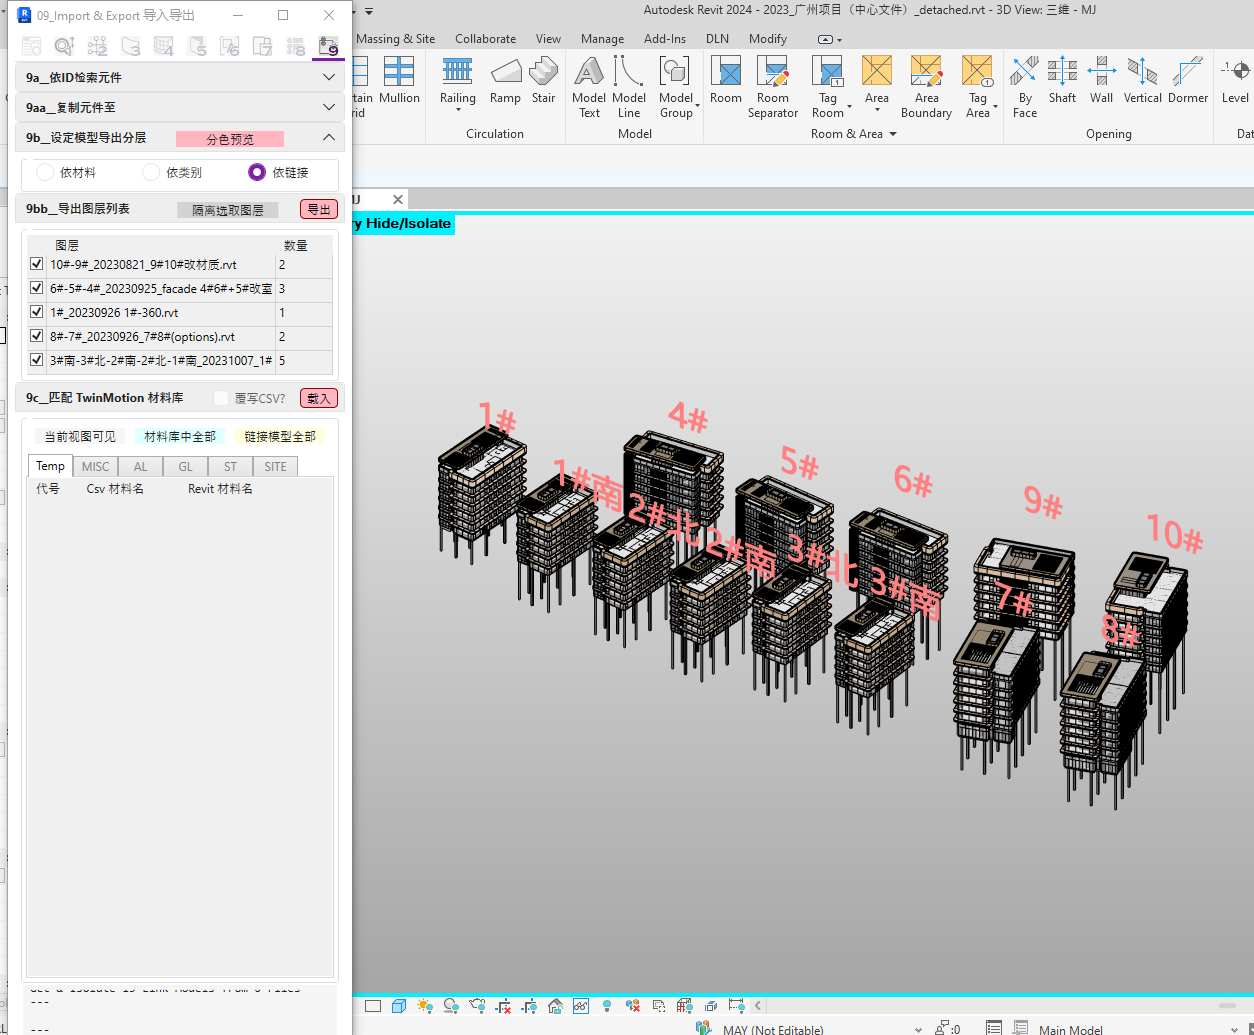 09_Import & Export 导入导出
Autodesk Revit 2024 - 2023_广州项目（中心文件）_detached.rvt - 3D View: 三维 - MJ
2 3 4 5 6 7 8 9
Massing & Site Collaborate View Manage Add-Ins DLN Modify
Mullion
Railing Ramp Stair
Model Text
Model Line
Model Group
Room
Room Separator
Tag Room
Area
Area Boundary
Tag Area
By Face
Shaft Wall Vertical Dormer
Level
Circulation
Model
Room & Area
Opening
9a__依ID检索元件
9aa__复制元件至
9b__设定模型导出分层 分色预览
依材料 依类别 依链接
9bb__导出图层列表 隔离选取图层 导出
图层 数量
10#-9#_20230821_9#10#改材质.rvt 2
6#-5#-4#_20230925_facade 4#6#+5#改室 3
1#_20230926 1#-360.rvt 1
8#-7#_20230926_7#8#(options).rvt 2
3#南-3#北-2#南-2#北-1#南_20231007_1# 5
9c__匹配 TwinMotion 材料库 覆写CSV? 载入
当前视图可见 材料库中全部 链接模型全部
Temp MISC AL GL ST SITE
代号 Csv 材料名 Revit 材料名
---
---
y Hide/Isolate
1#
4#
1#南
5#
2#北
6#
2#南
3#北
9#
3#南
10#
7#
8#
MAY (Not Editable)
:0
Main Model